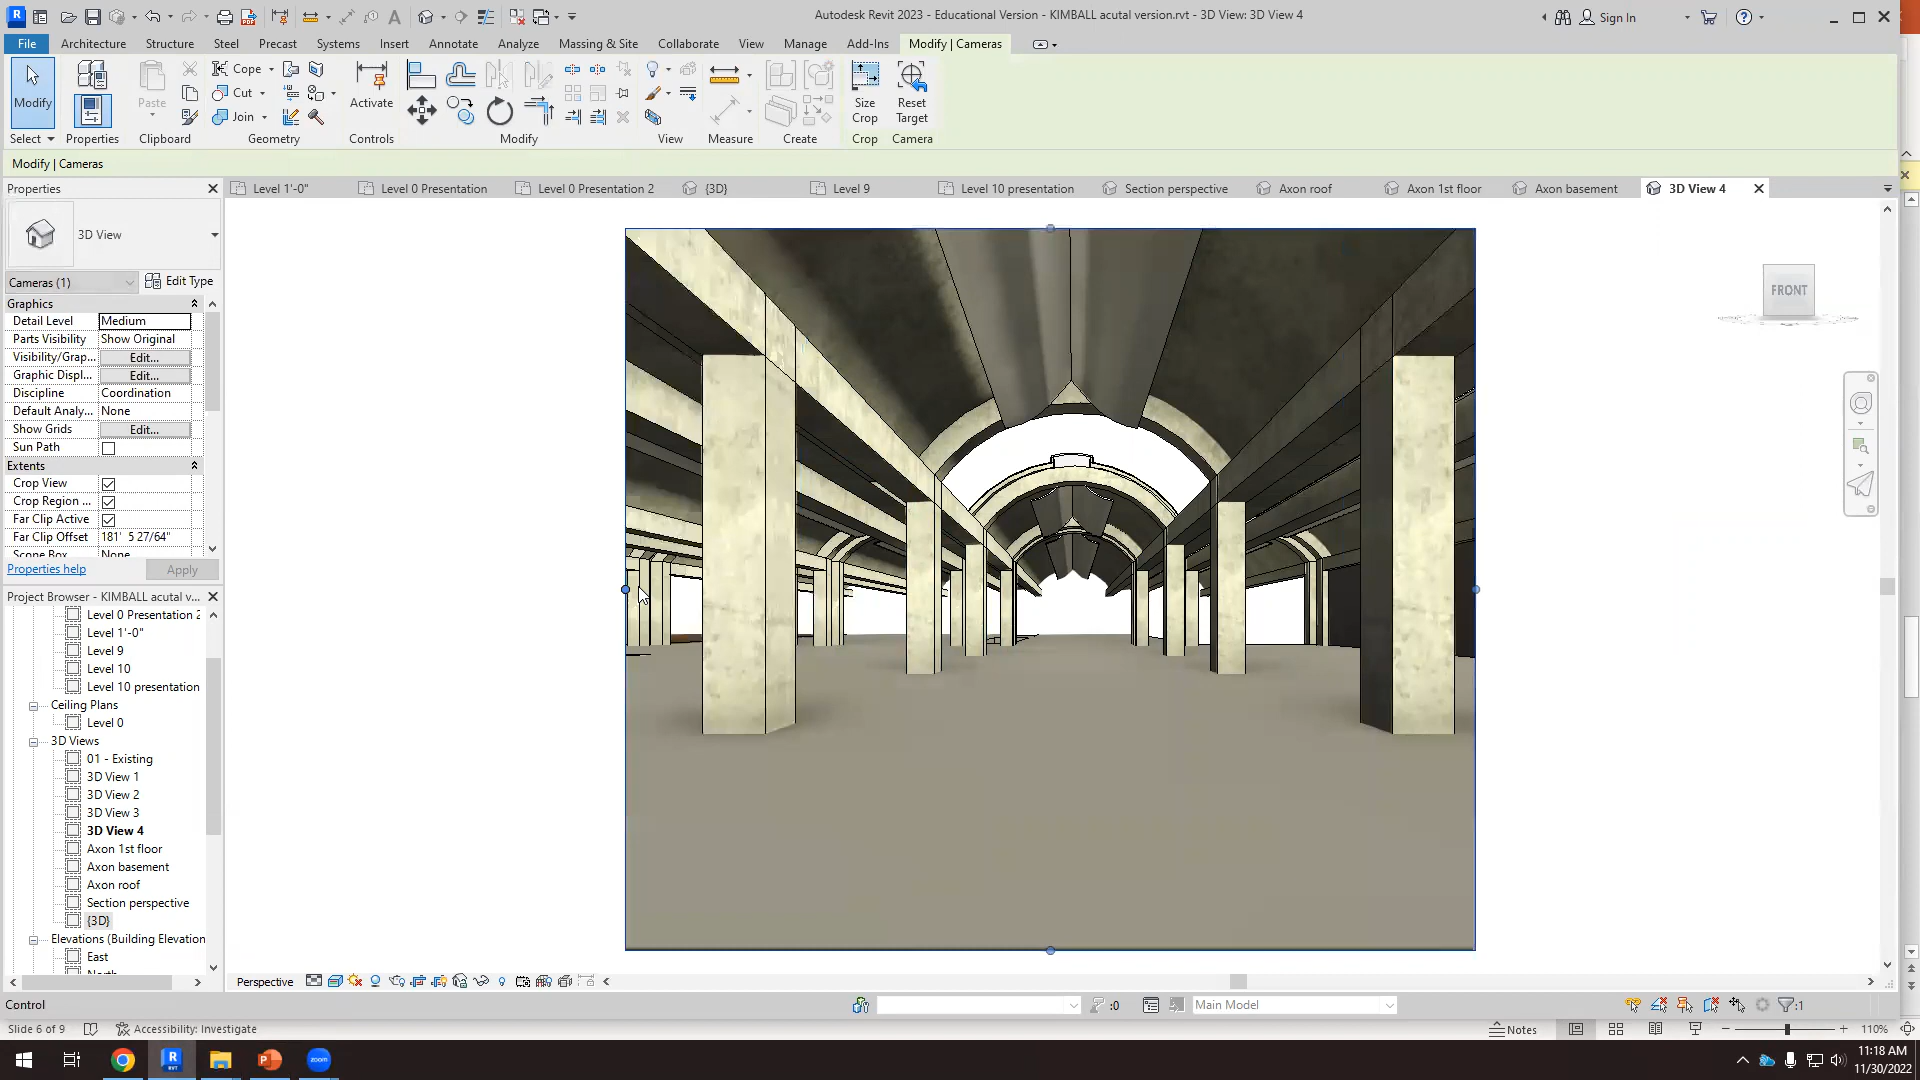 Autodesk Revit 2023 - Educational Version - KIMBALL acutal version.rvt - 3D View: 3D View 4
Sign In
File Architecture Structure Steel Precast Systems Insert Annotate Analyze Massing & Site Collaborate View Manage Add-Ins Modify | Cameras
Modify Paste Cope Cut Join Activate Size Crop Reset Target
Select Properties Clipboard Geometry Controls Modify View Measure Create Crop Camera
Modify | Cameras
Properties
Level 1'-0" Level 0 Presentation Level 0 Presentation 2 {3D} Level 9 Level 10 presentation Section perspective Axon roof Axon 1st floor Axon basement 3D View 4
3D View
Cameras (1) Edit Type
Graphics
Detail Level Medium
Parts Visibility Show Original
Visibility/Grap... Edit...
Graphic Displ... Edit...
Discipline Coordination
Default Analy... None
Show Grids Edit...
Sun Path
Extents
Crop View
Crop Region ...
Far Clip Active
Far Clip Offset 181' 5 27/64"
Scope Box None
Properties help Apply
FRONT
Project Browser - KIMBALL acutal v...
Level 0 Presentation 2
Level 1'-0"
Level 9
Level 10
Level 10 presentation
Ceiling Plans
Level 0
3D Views
01 - Existing
3D View 1
3D View 2
3D View 3
3D View 4
Axon 1st floor
Axon basement
Axon roof
Section perspective
{3D}
Elevations (Building Elevation
East
North
Perspective
Control
:0 Main Model :1
Slide 6 of 9 Accessibility: Investigate Notes 110%
11:18 AM
11/30/2022